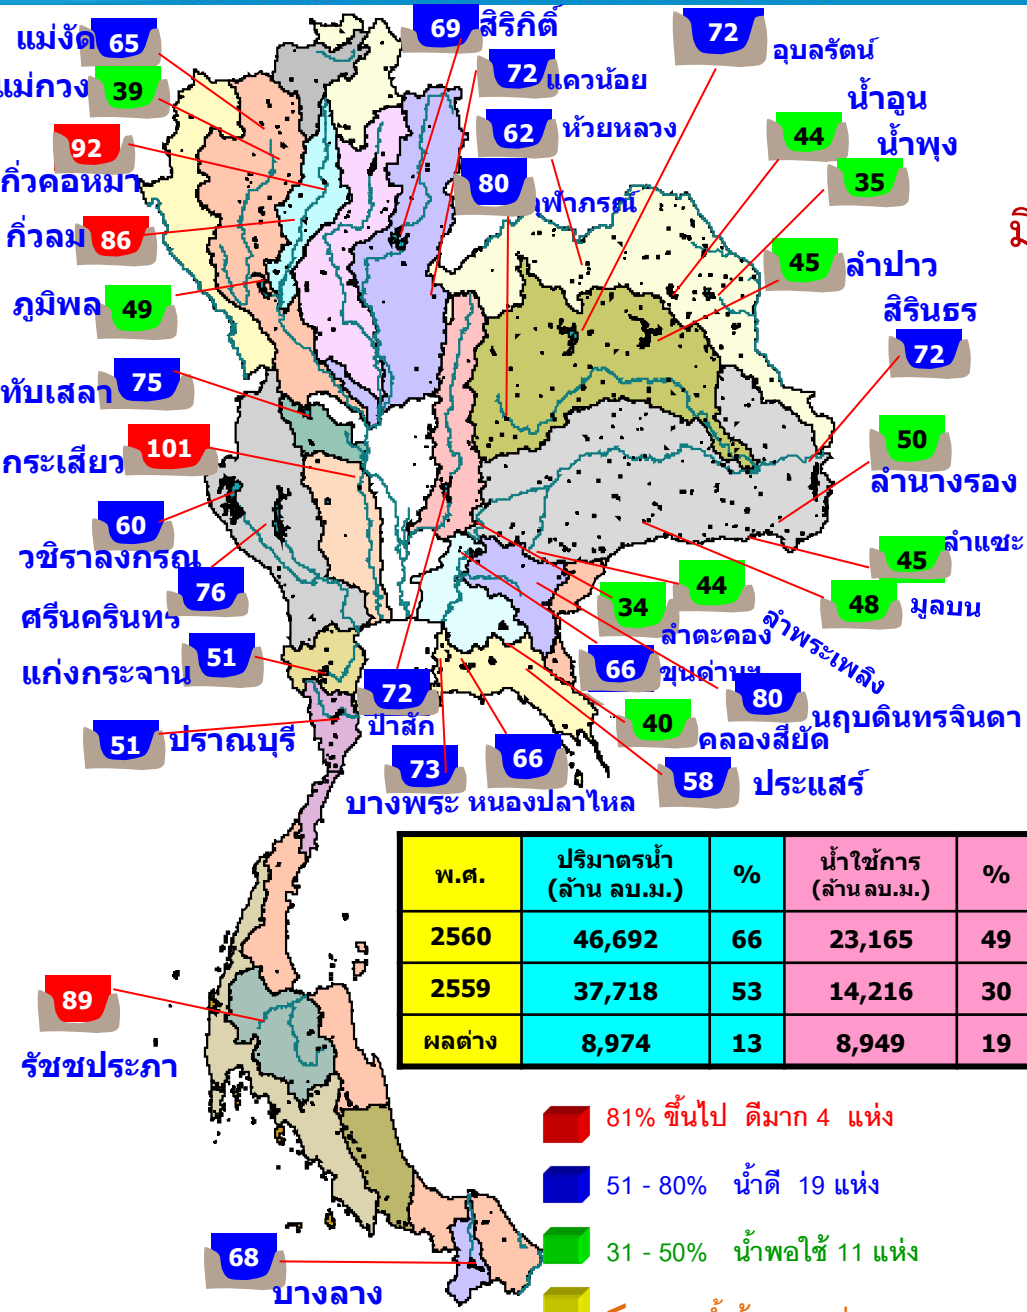 แม่งัด 65
69 สิริกิติ์
72 อุบลรัตน์
แม่กวง 39
72 แควน้อย
น้ำอูน 44
92
กิ่วคอหมา
62 ห้วยหลวง
น้ำพุง 35
80
จุฬาภรณ์
กิ่วลม 86
มี
ภูมิพล 49
45 ลำปาว
สิรินธร
72
ทับเสลา 75
กระเสียว 101
50
ลำนางรอง
60
วชิราลงกรณ
76
ศรีนครินทร
ลำแซะ
45
44
34
ลำตะคอง
48 มูลบน
ลำพระเพลิง
แก่งกระจาน 51
66 ขุนด่านฯ
72
ป่าสัก
80
นฤบดินทรจินดา
51 ปราณบุรี
40 คลองสียัด
73
บางพระ
66
หนองปลาไหล
58 ประแสร์
พ.ศ. ปริมาตรน้ำ (ล้าน ลบ.ม.) % น้ำใช้การ (ล้าน ลบ.ม.) %
2560 46,692 66 23,165 49
2559 37,718 53 14,216 30
ผลต่าง 8,974 13 8,949 19
89
รัชชประภา
81% ขึ้นไป ดีมาก 4 แห่ง
51 - 80% น้ำดี 19 แห่ง
31 - 50% น้ำพอใช้ 11 แห่ง
68
บางลาง